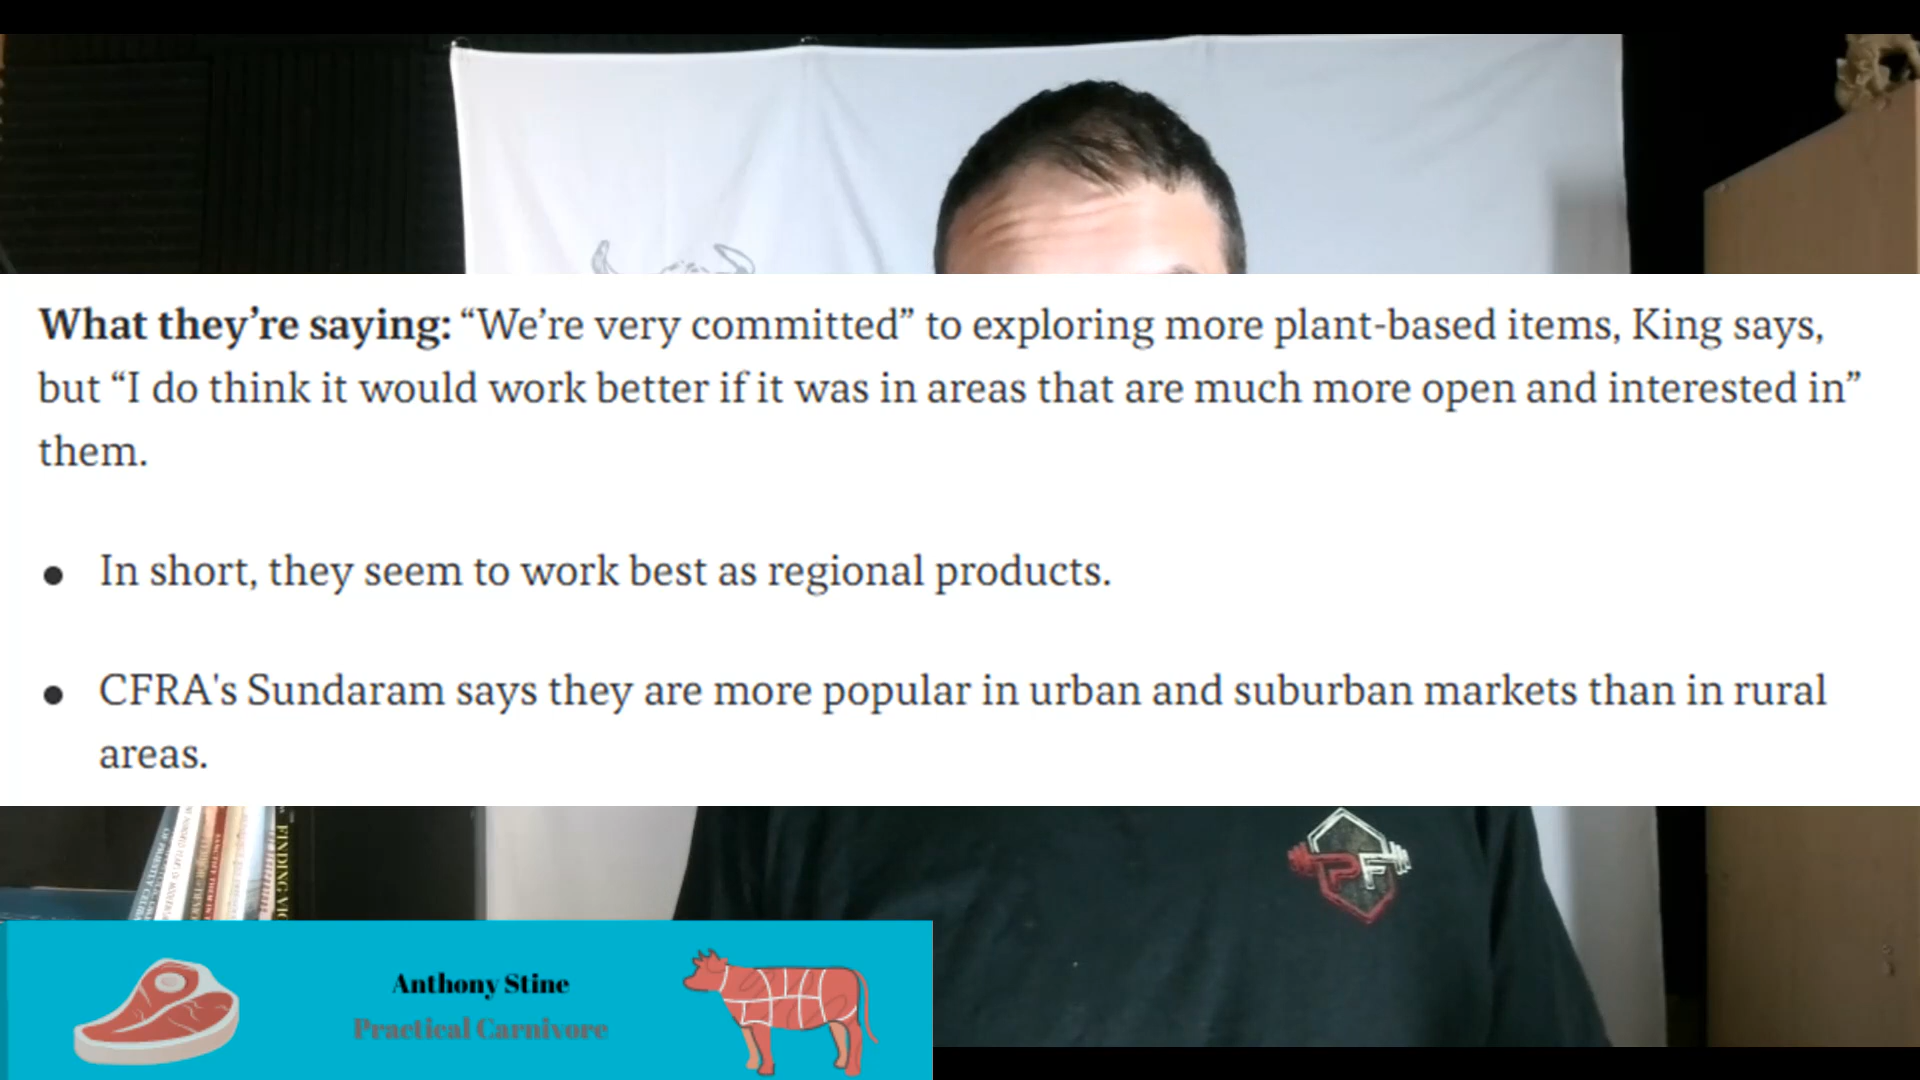 What they’re saying: “We’re very committed” to exploring more plant-based items, King says,
but “I do think it would work better if it was in areas that are much more open and interested in”
them.
● In short, they seem to work best as regional products.
● CFRA's Sundaram says they are more popular in urban and suburban markets than in rural
areas.
FINDING
PF
Anthony Stine
Practical Carnivore